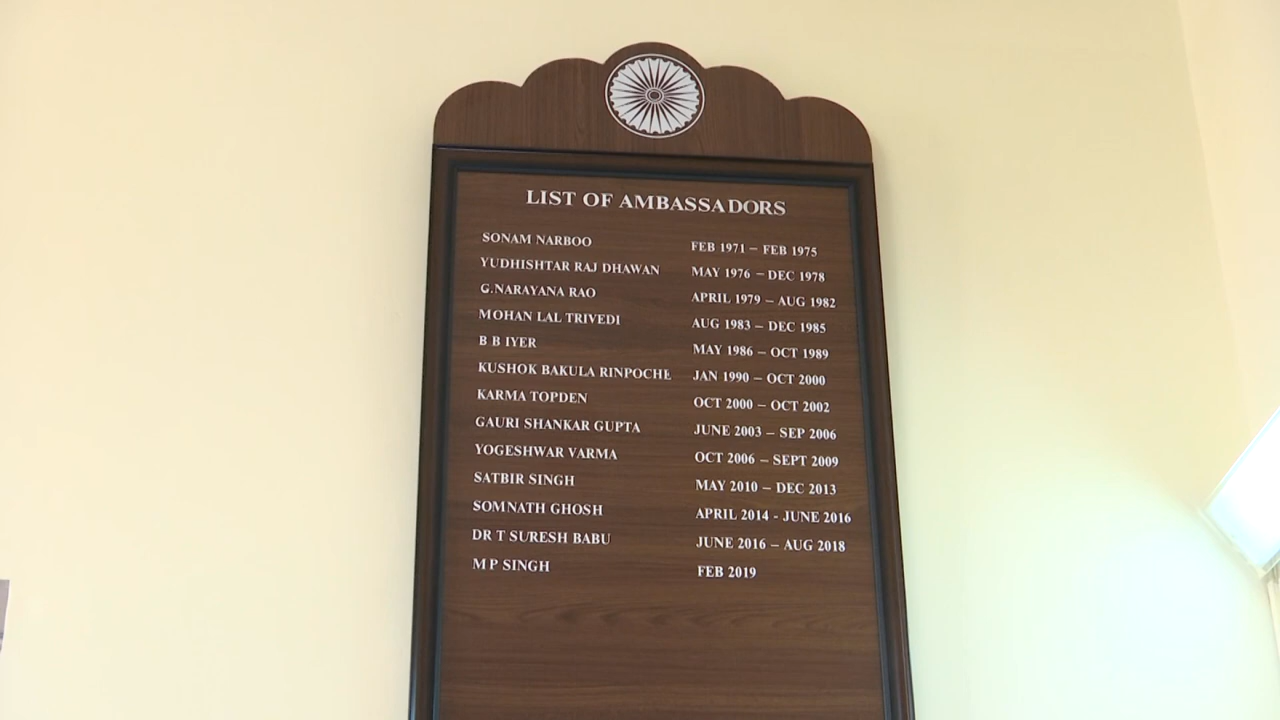 LIST OF AMBASSADORS
SONAM NARBOO FEB 1971 – FEB 1975
YUDHISHTAR RAJ DHAWAN MAY 1976 – DEC 1978
G.NARAYANA RAO APRIL 1979 – AUG 1982
MOHAN LAL TRIVEDI AUG 1983 – DEC 1985
B B IYER MAY 1986 – OCT 1989
KUSHOK BAKULA RINPOCHE JAN 1990 – OCT 2000
KARMA TOPDEN OCT 2000 – OCT 2002
GAURI SHANKAR GUPTA JUNE 2003 – SEP 2006
YOGESHWAR VARMA OCT 2006 – SEPT 2009
SATBIR SINGH MAY 2010 – DEC 2013
SOMNATH GHOSH APRIL 2014 - JUNE 2016
DR T SURESH BABU JUNE 2016 – AUG 2018
M P SINGH FEB 2019